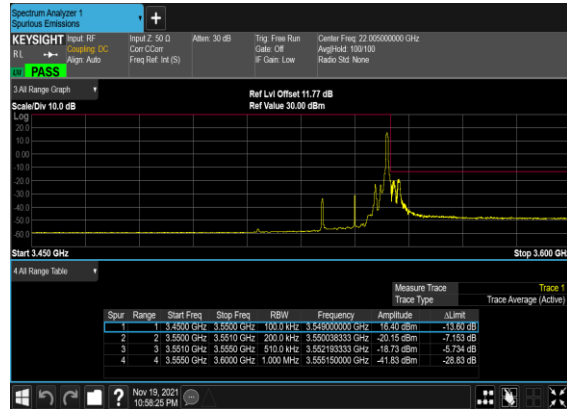 Spectrum Analyzer 1
Spurious Emissions
KEYSIGHT Input: RF Input Z: 50 Ω Atten: 30 dB Trig: Free Run Center Freq: 22.005000000 GHz
RL Coupling: DC Corr CCorr Gate: Off Avg|Hold: 100/100
Align: Auto Freq Ref: Int (S) IF Gain: Low Radio Std: None
PASS
3 All Range Graph
Ref Lvl Offset 11.77 dB
Scale/Div 10.0 dB Ref Value 30.00 dBm
Log
20.0
10.0
0.00
-10.0
-20.0
-30.0
-40.0
-50.0
-60.0
Start 3.450 GHz Stop 3.600 GHz
4 All Range Table
Measure Trace Trace 1
Trace Type Trace Average (Active)
Spur Range Start Freq Stop Freq RBW Frequency Amplitude ΔLimit
1 1 3.4500 GHz 3.5500 GHz 100.0 kHz 3.549000000 GHz 16.40 dBm -13.60 dB
2 2 3.5500 GHz 3.5510 GHz 200.0 kHz 3.550038333 GHz -20.15 dBm -7.153 dB
3 3 3.5510 GHz 3.5550 GHz 510.0 kHz 3.552193333 GHz -18.73 dBm -5.734 dB
4 4 3.5550 GHz 3.6000 GHz 1.000 MHz 3.555150000 GHz -41.83 dBm -28.83 dB
Nov 19, 2021
10:58:25 PM